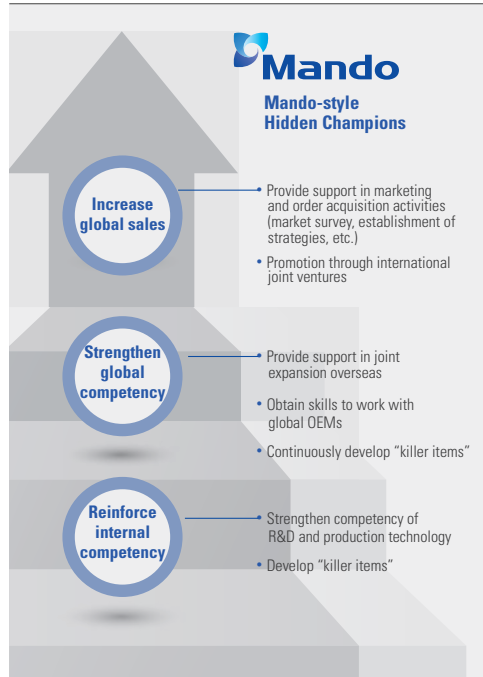 Mando
Mando-style
Hidden Champions
Increase
global sales
• Provide support in marketing
and order acquisition activities
(market survey, establishment of
strategies, etc.)
• Promotion through international
joint ventures
Strengthen
global
competency
• Provide support in joint
expansion overseas
• Obtain skills to work with
global OEMs
• Continuously develop “killer items”
Reinforce
internal
competency
• Strengthen competency of
R&D and production technology
• Develop “killer items”